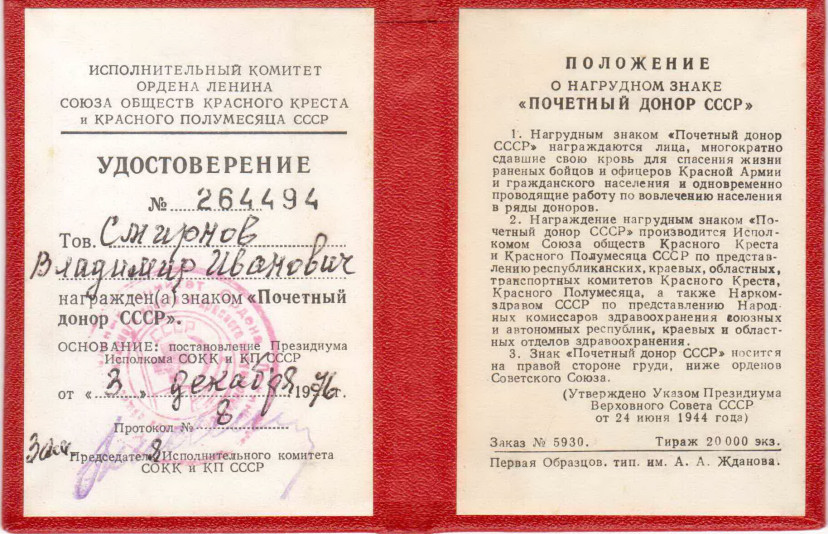 ИСПОЛНИТЕЛЬНЫЙ КОМИТЕТ
ОРДЕНА ЛЕНИНА
СОЮЗА ОБЩЕСТВ КРАСНОГО КРЕСТА
и КРАСНОГО ПОЛУМЕСЯЦА СССР
УДОСТОВЕРЕНИЕ
№ 264494
Тов. Смирнов
Владимир Иванович
награжден(а) знаком «Почетный
донор СССР».
ОСНОВАНИЕ: постановление Президиума
Исполкома СОКК и КП СССР
от «3» декабря 1976г.
Протокол № 8
Зам. Председателя Исполнительного комитета
СОКК и КП СССР
ПОЛОЖЕНИЕ
О НАГРУДНОМ ЗНАКЕ
«ПОЧЕТНЫЙ ДОНОР СССР»
1. Нагрудным знаком «Почетный донор
СССР» награждаются лица, многократно
сдавшие свою кровь для спасения жизни
раненых бойцов и офицеров Красной Армии
и гражданского населения и одновременно
проводящие работу по вовлечению населения
в ряды доноров.
2. Награждение нагрудным знаком «По-
четный донор СССР» производится Испол-
комом Союза обществ Красного Креста
и Красного Полумесяца СССР по представ-
лению республиканских, краевых, областных,
транспортных комитетов Красного Креста,
Красного Полумесяца, а также Нарком-
здравом СССР по представлению Народ-
ных комиссаров здравоохранения союзных
и автономных республик, краевых и област-
ных отделов здравоохранения.
3. Знак «Почетный донор СССР» носится
на правой стороне груди, ниже орденов
Советского Союза.
(Утверждено Указом Президиума
Верховного Совета СССР
от 24 июня 1944 года)
Заказ № 5930. Тираж 20 000 экз.
Первая Образцов. тип. им. А. А. Жданова.